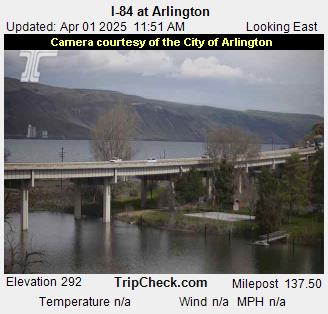 I-84 at Arlington
Updated: Apr 01 2025 11:51 AM Looking East
Camera courtesy of the City of Arlington
Elevation 292 TripCheck.com Milepost 137.50
Temperature n/a Wind n/a MPH n/a